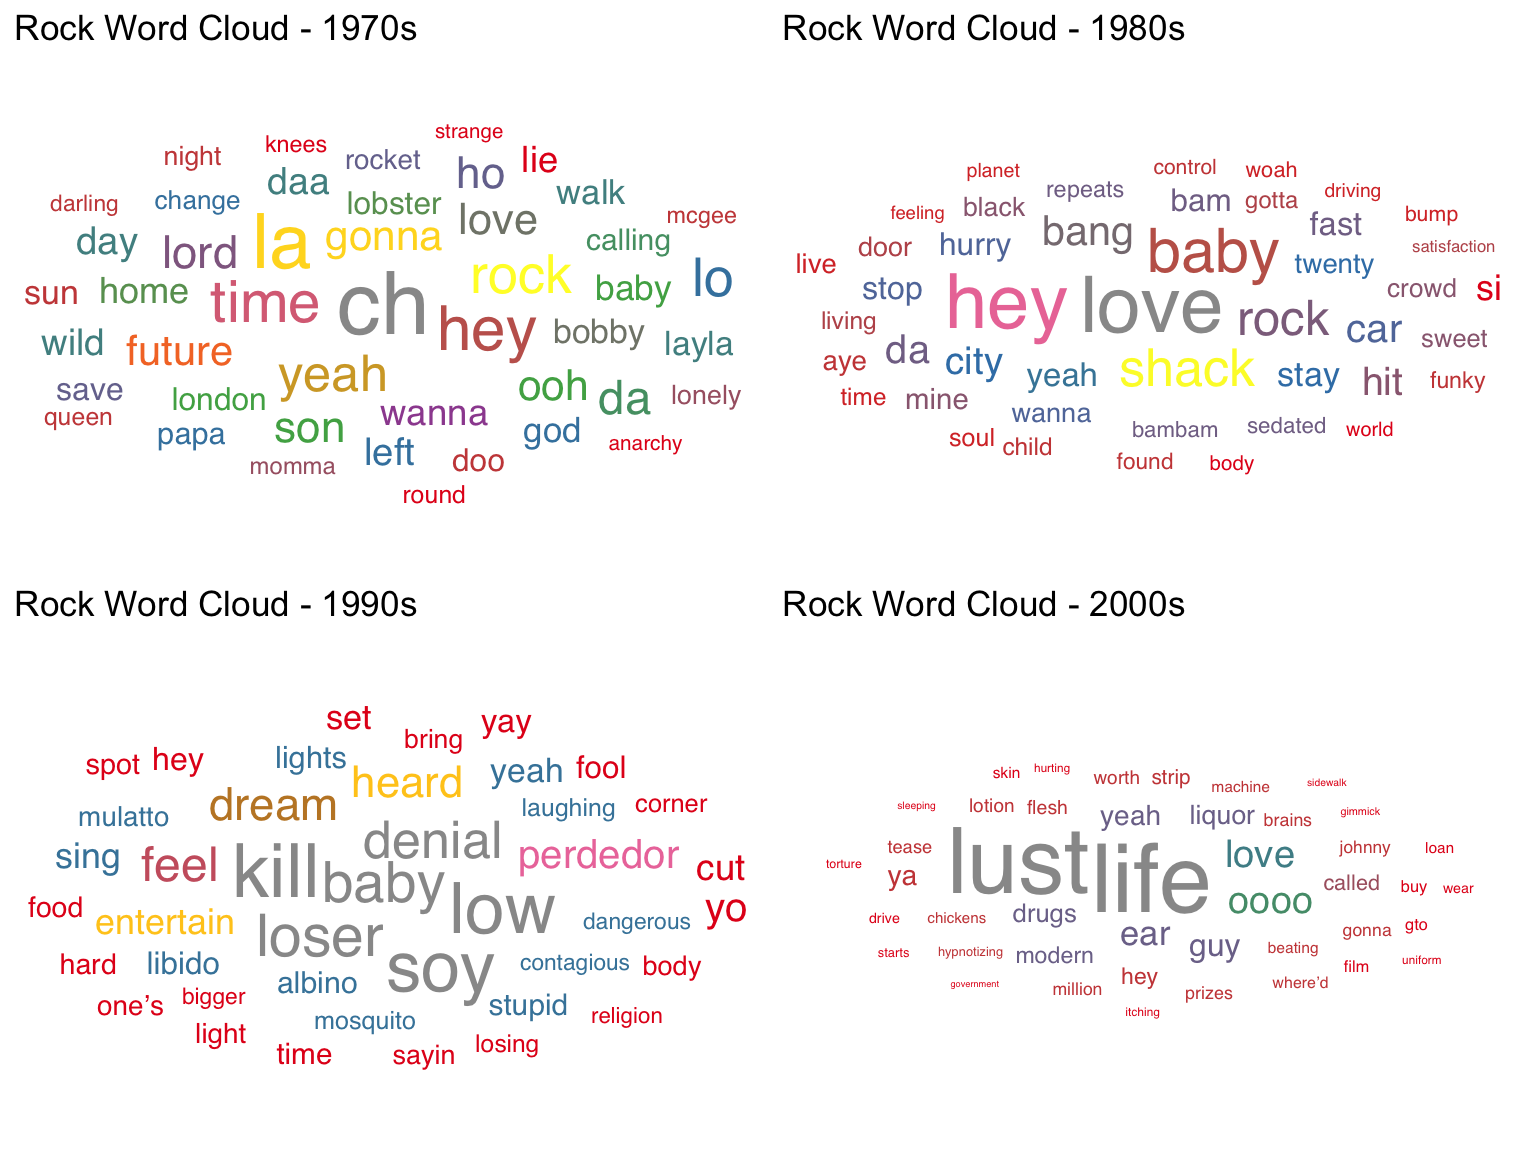 Rock Word Cloud - 1970s
strange
night knees rocket ho lie
daa walk
darling change lobster love mcgee
day lord la gonna calling
sun home time ch rock baby lo
hey bobby
wild future layla
save yeah ooh da lonely
queen london wanna
papa son left god anarchy
momma doo
round
Rock Word Cloud - 1980s
planet control woah
repeats bam gotta driving
feeling black bang fast bump
door hurry baby satisfaction
live twenty
stop hey love crowd si
living rock car sweet
aye da city yeah shack stay hit funky
time mine wanna
soul child bambam sedated world
found body
Rock Word Cloud - 1990s
set yay
bring
spot hey lights yeah fool
heard
mulatto dream laughing corner
sing feel kill denial perdedor cut
baby
food entertain low dangerous yo
loser
hard libido soy contagious body
albino
one's bigger stupid
light mosquito religion
time sayin losing
Rock Word Cloud - 2000s
skin hurting worth strip machine sidewalk
sleeping lotion flesh yeah liquor brains gimmick
tease lust love johnny loan
torture ya life called buy wear
oooo
drive chickens drugs gonna gto
ear guy
starts hypnotizing modern beating film uniform
government million hey prizes where'd
itching